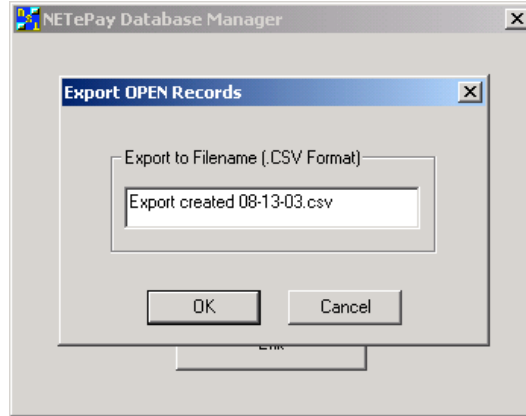 NETePay Database Manager
Export OPEN Records
Export to Filename (.CSV Format)
Export created 08-13-03.csv
OK
Cancel